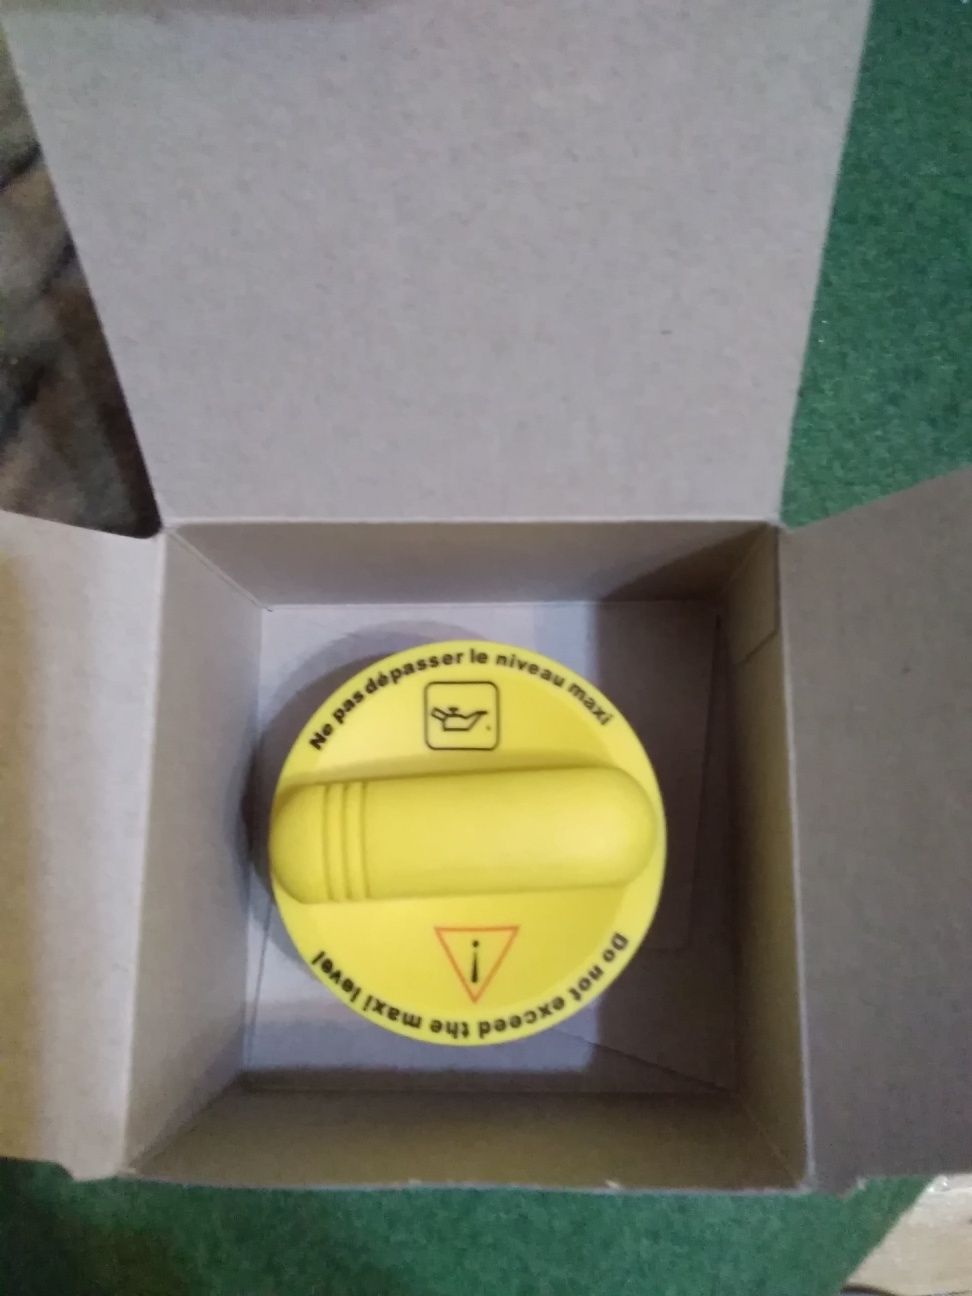 Ne pas dépasser le niveau maxi
Do not exceed the maxi level